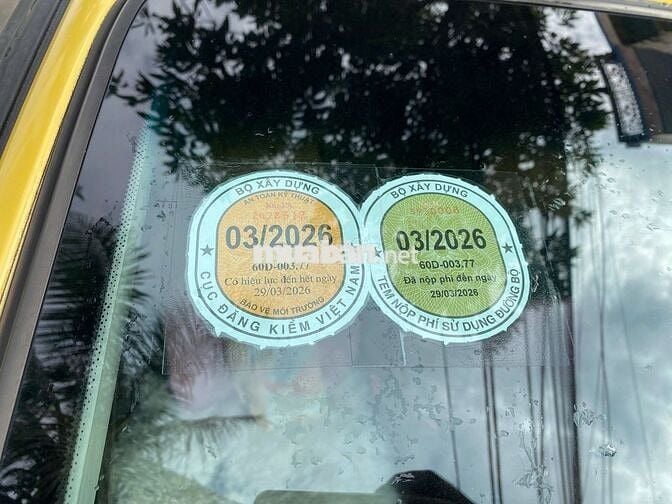 BỘ XÂY DỰNG
AN TOÀN KỸ THUẬT
03/2026
60D-003.77
Có hiệu lực đến hết ngày
29/03/2026
BẢO VỆ MÔI TRƯỜNG
CỤC ĐĂNG KIỂM VIỆT NAM
BỘ XÂY DỰNG
03/2026
60D-003.77
Đã nộp phí đến ngày
29/03/2026
TEM NỘP PHÍ SỬ DỤNG ĐƯỜNG BỘ
muaban.net